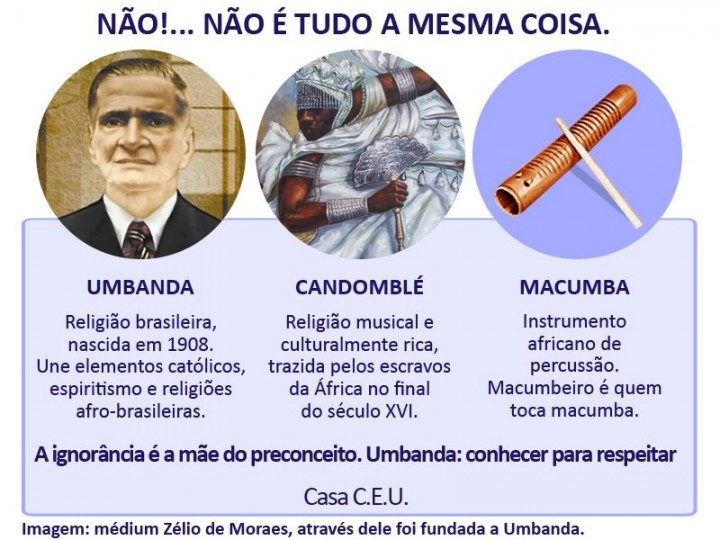 NÃO!... NÃO É TUDO A MESMA COISA.
UMBANDA
Religião brasileira,
nascida em 1908.
Une elementos católicos,
espiritismo e religiões
afro-brasileiras.
CANDOMBLÉ
Religião musical e
culturalmente rica,
trazida pelos escravos
da África no final
do século XVI.
MACUMBA
Instrumento
africano de
percussão.
Macumbeiro é quem
toca macumba.
A ignorância é a mãe do preconceito. Umbanda: conhecer para respeitar
Casa C.E.U.
Imagem: médium Zélio de Moraes, através dele foi fundada a Umbanda.